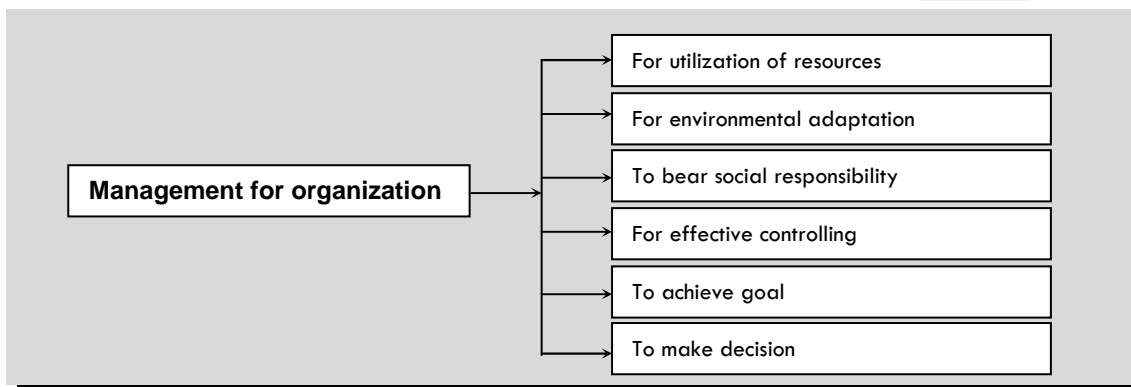 For utilization of resources
For environmental adaptation
To bear social responsibility
Management for organization
For effective controlling
To achieve goal
To make decision